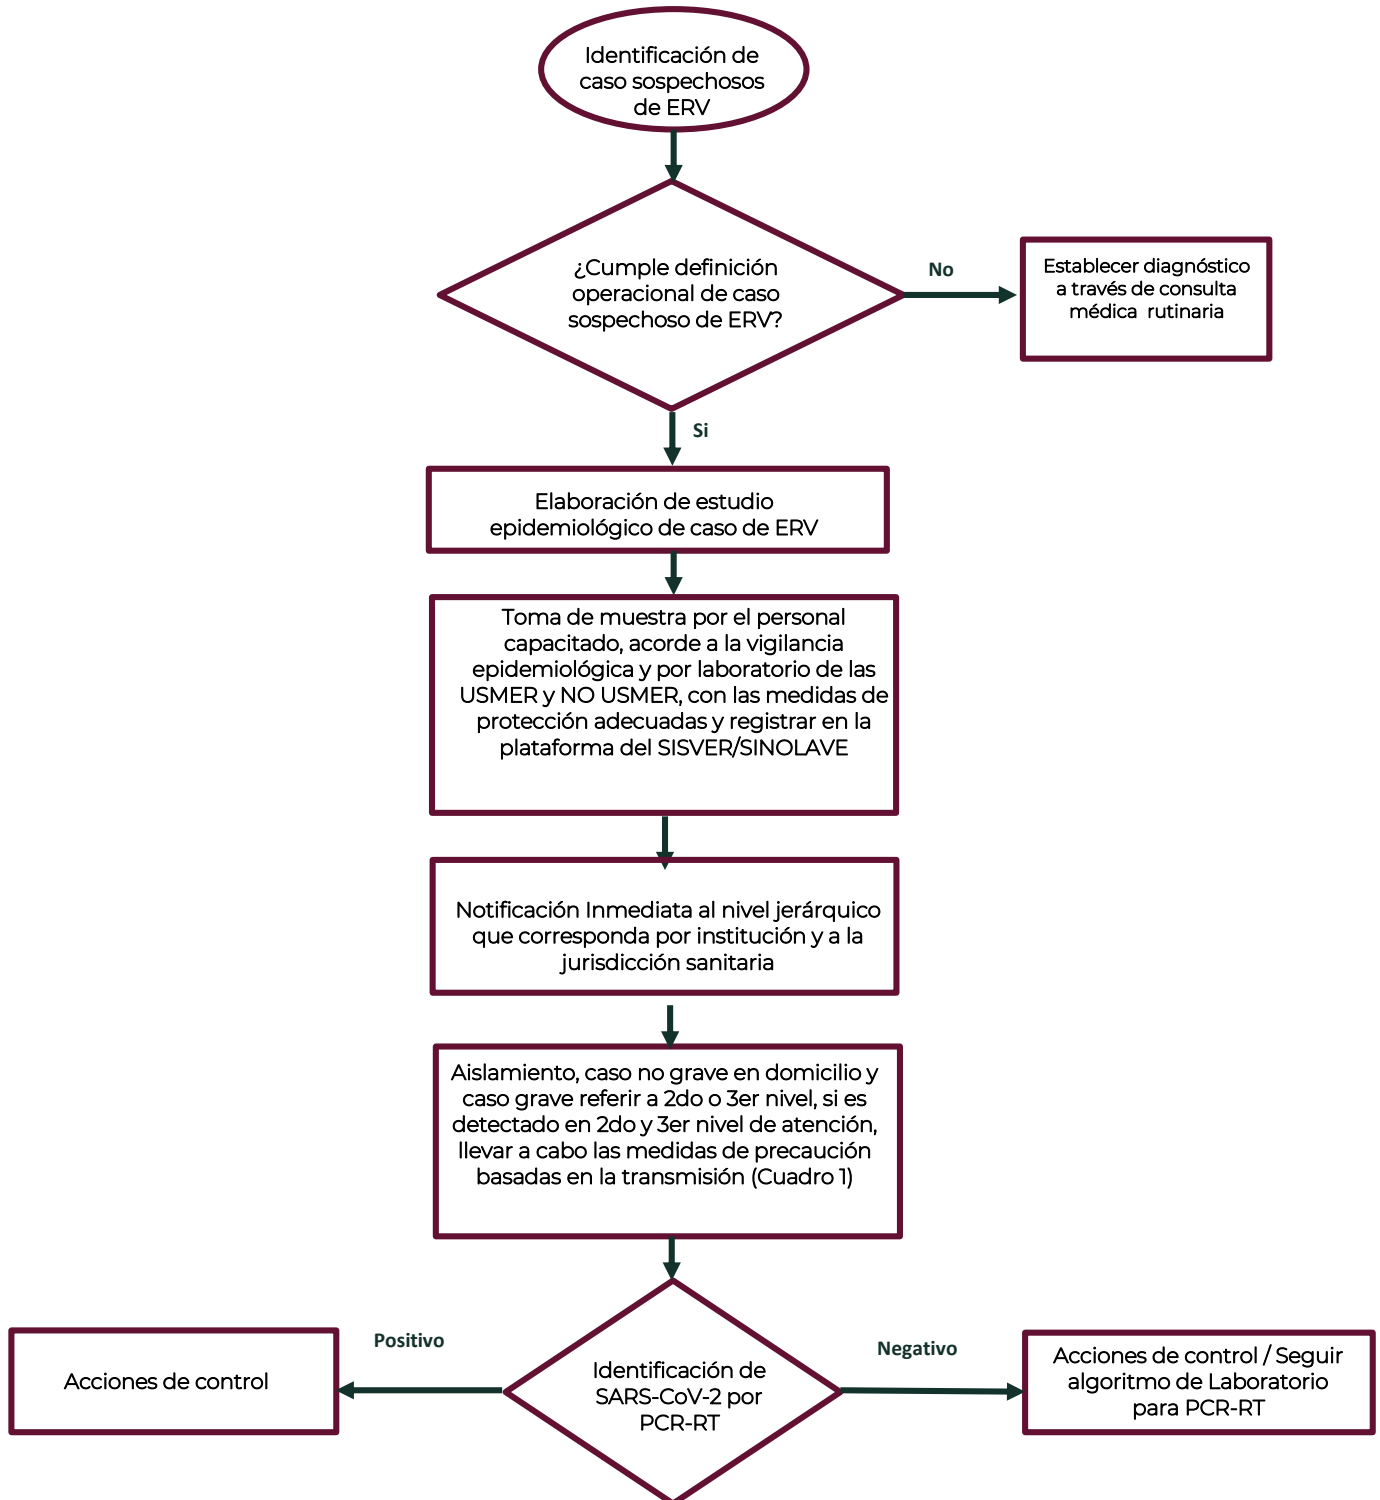 Identificación de
caso sospechosos
de ERV
¿Cumple definición
operacional de caso
sospechoso de ERV?
No
Establecer diagnóstico
a través de consulta
médica rutinaria
Si
Elaboración de estudio
epidemiológico de caso de ERV
Toma de muestra por el personal
capacitado, acorde a la vigilancia
epidemiológica y por laboratorio de las
USMER y NO USMER, con las medidas de
protección adecuadas y registrar en la
plataforma del SISVER/SINOLAVE
Notificación Inmediata al nivel jerárquico
que corresponda por institución y a la
jurisdicción sanitaria
Aislamiento, caso no grave en domicilio y
caso grave referir a 2do o 3er nivel, si es
detectado en 2do y 3er nivel de atención,
llevar a cabo las medidas de precaución
basadas en la transmisión (Cuadro 1)
Positivo
Acciones de control
Identificación de
SARS-CoV-2 por
PCR-RT
Negativo
Acciones de control / Seguir
algoritmo de Laboratorio
para PCR-RT